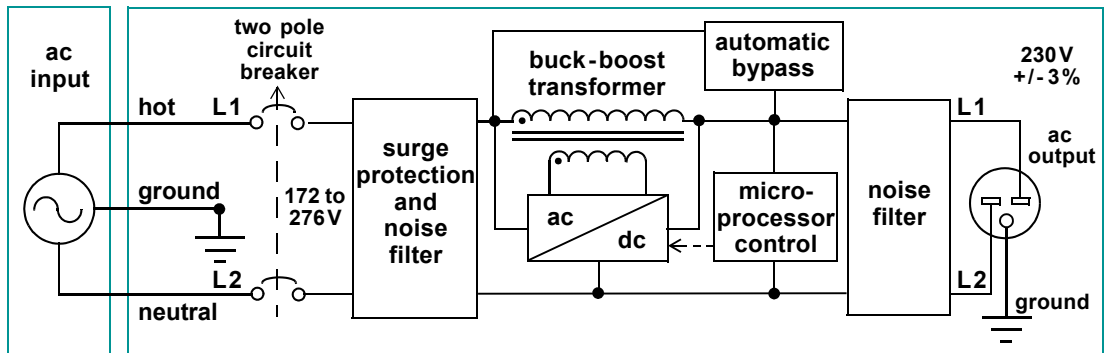 ac
input
hot
L1
ground
L2
neutral
two pole
circuit
breaker
172 to
276V
surge
protection
and
noise
filter
buck-boost
transformer
ac
dc
automatic
bypass
micro-
processor
control
noise
filter
230V
+/-3%
L1
ac
output
L2
ground